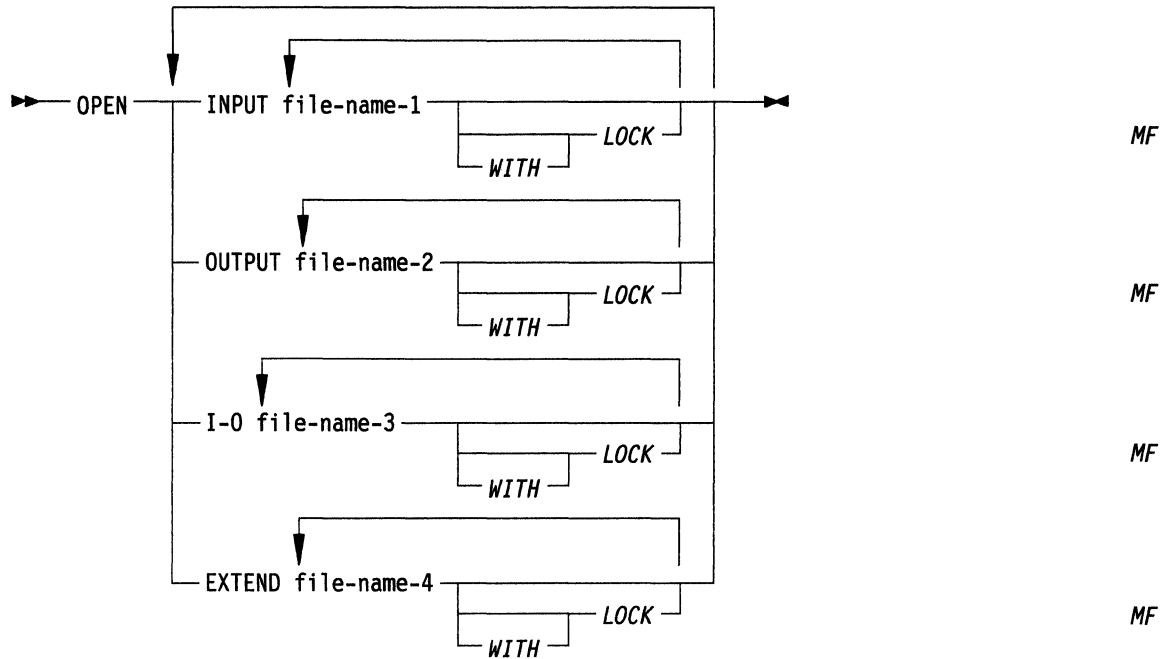 OPEN INPUT file-name-1
LOCK MF
WITH
OUTPUT file-name-2
LOCK MF
WITH
I-O file-name-3
LOCK MF
WITH
EXTEND file-name-4
LOCK MF
WITH